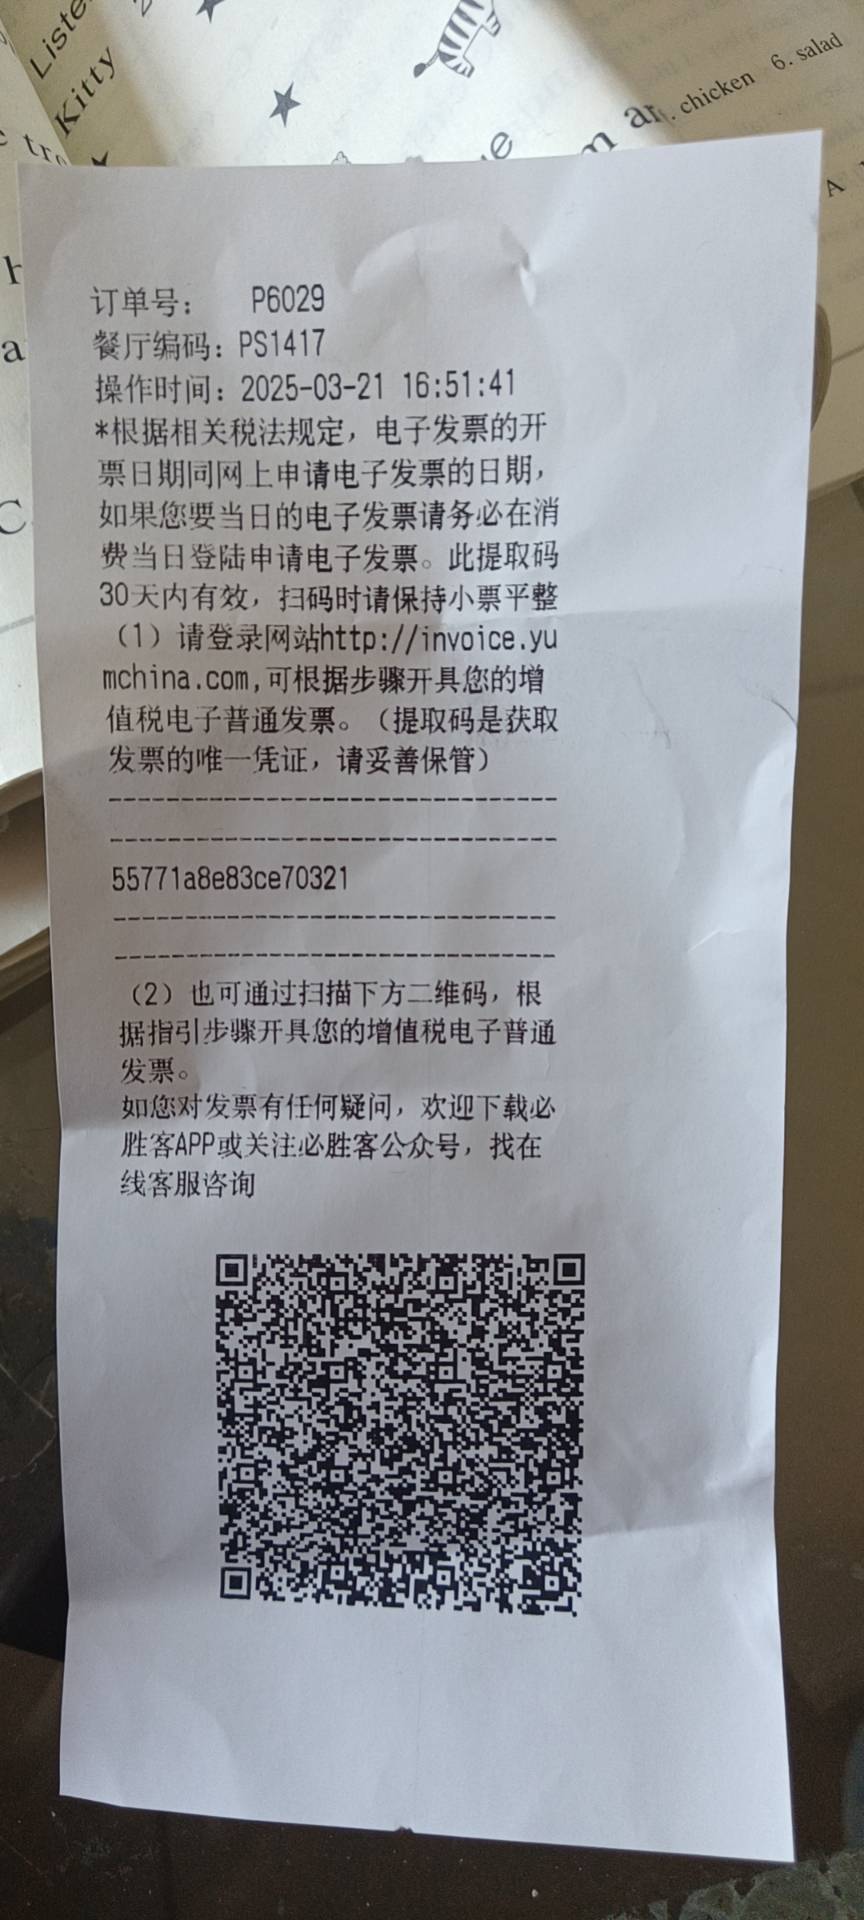 Liste
Kitty
chicken 6. salad
m ar
订单号： P6029
餐厅编码：PS1417
操作时间：2025-03-21 16:51:41
*根据相关税法规定，电子发票的开
票日期同网上申请电子发票的日期，
如果您要当日的电子发票请务必在消
费当日登陆申请电子发票。此提取码
30天内有效，扫码时请保持小票平整
（1）请登录网站http://invoice.yu
mchina.com,可根据步骤开具您的增
值税电子普通发票。（提取码是获取
发票的唯一凭证，请妥善保管）
55771a8e83ce70321
（2）也可通过扫描下方二维码，根
据指引步骤开具您的增值税电子普通
发票。
如您对发票有任何疑问，欢迎下载必
胜客APP或关注必胜客公众号，找在
线客服咨询